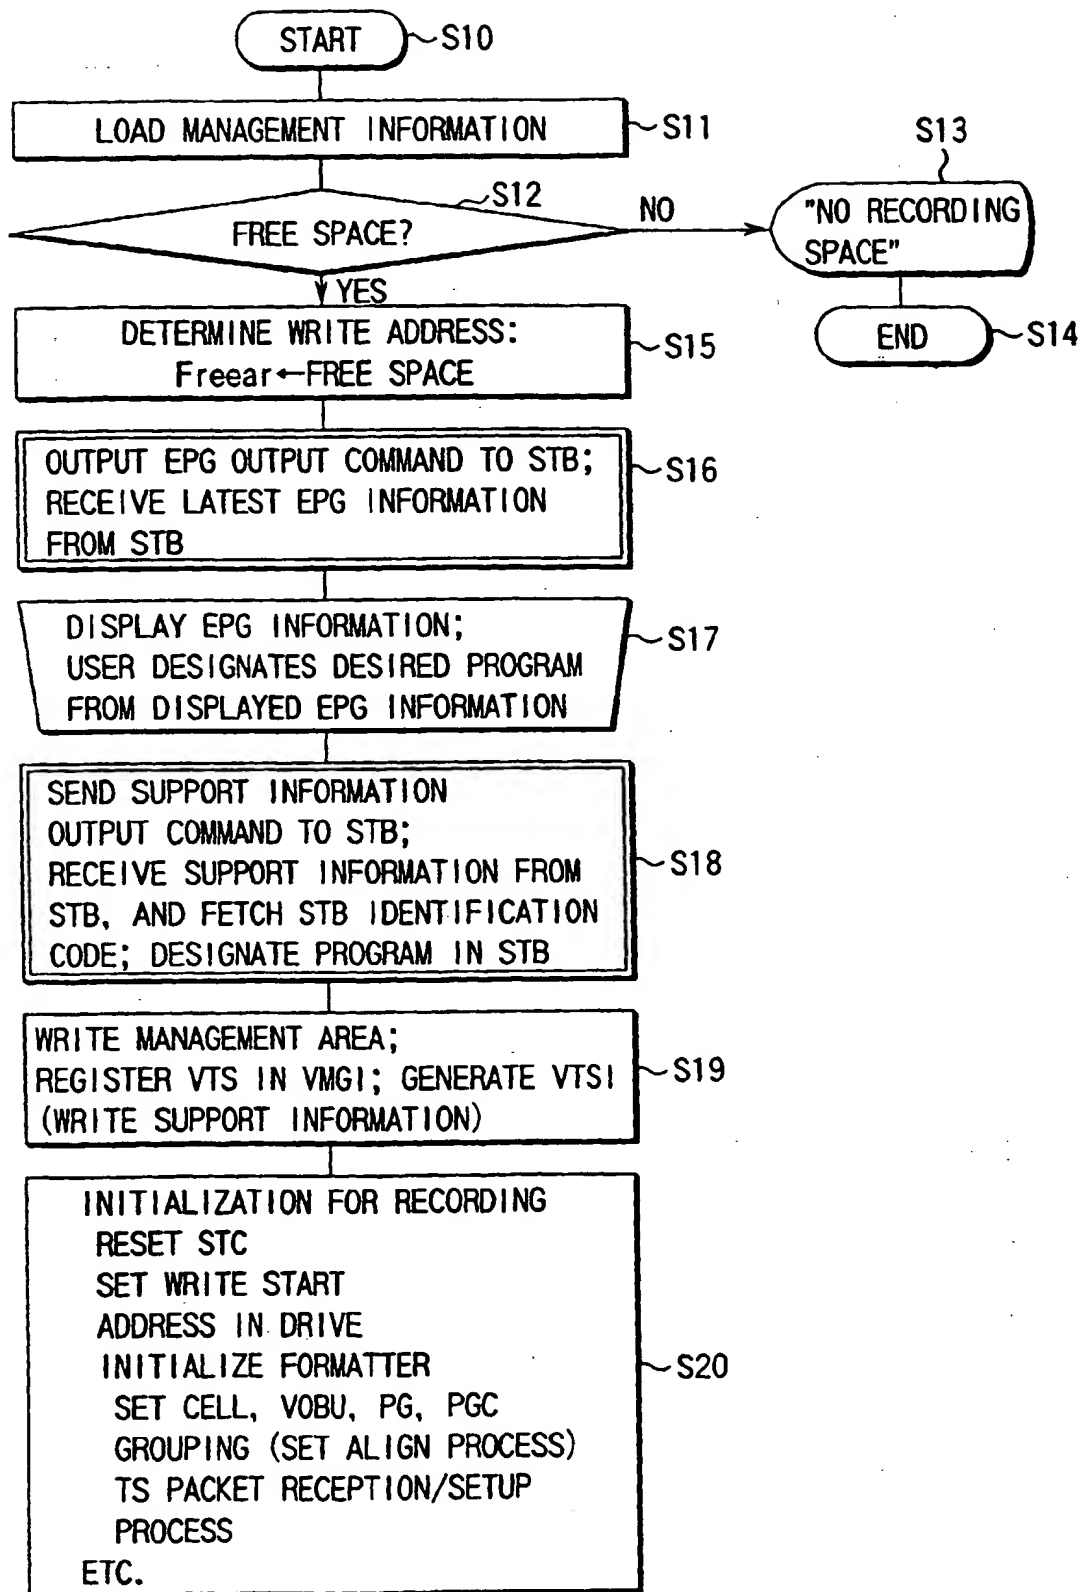 START
S10
LOAD MANAGEMENT INFORMATION
S11
S12
FREE SPACE?
NO
S13
"NO RECORDING
SPACE"
END
S14
YES
DETERMINE WRITE ADDRESS:
Freear←FREE SPACE
S15
OUTPUT EPG OUTPUT COMMAND TO STB;
RECEIVE LATEST EPG INFORMATION
FROM STB
S16
DISPLAY EPG INFORMATION;
USER DESIGNATES DESIRED PROGRAM
FROM DISPLAYED EPG INFORMATION
S17
SEND SUPPORT INFORMATION
OUTPUT COMMAND TO STB;
RECEIVE SUPPORT INFORMATION FROM
STB, AND FETCH STB IDENTIFICATION
CODE; DESIGNATE PROGRAM IN STB
S18
WRITE MANAGEMENT AREA;
REGISTER VTS IN VMGI; GENERATE VTSI
(WRITE SUPPORT INFORMATION)
S19
INITIALIZATION FOR RECORDING
RESET STC
SET WRITE START
ADDRESS IN DRIVE
INITIALIZE FORMATTER
SET CELL, VOBU, PG, PGC
GROUPING (SET ALIGN PROCESS)
TS PACKET RECEPTION/SETUP
PROCESS
ETC.
S20